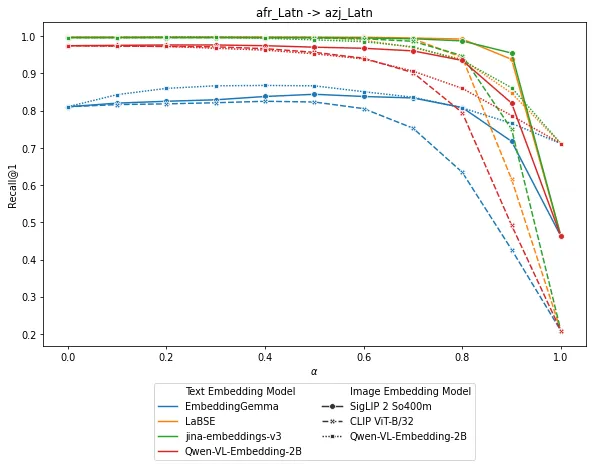 afr_Latn -> azj_Latn
Recall@1
1.0
0.9
0.8
0.7
0.6
0.5
0.4
0.3
0.2
0.0
0.2
0.4
0.6
0.8
1.0
α
Text Embedding Model
EmbeddingGemma
LaBSE
jina-embeddings-v3
Qwen-VL-Embedding-2B
Image Embedding Model
SigLIP 2 So400m
CLIP ViT-B/32
Qwen-VL-Embedding-2B